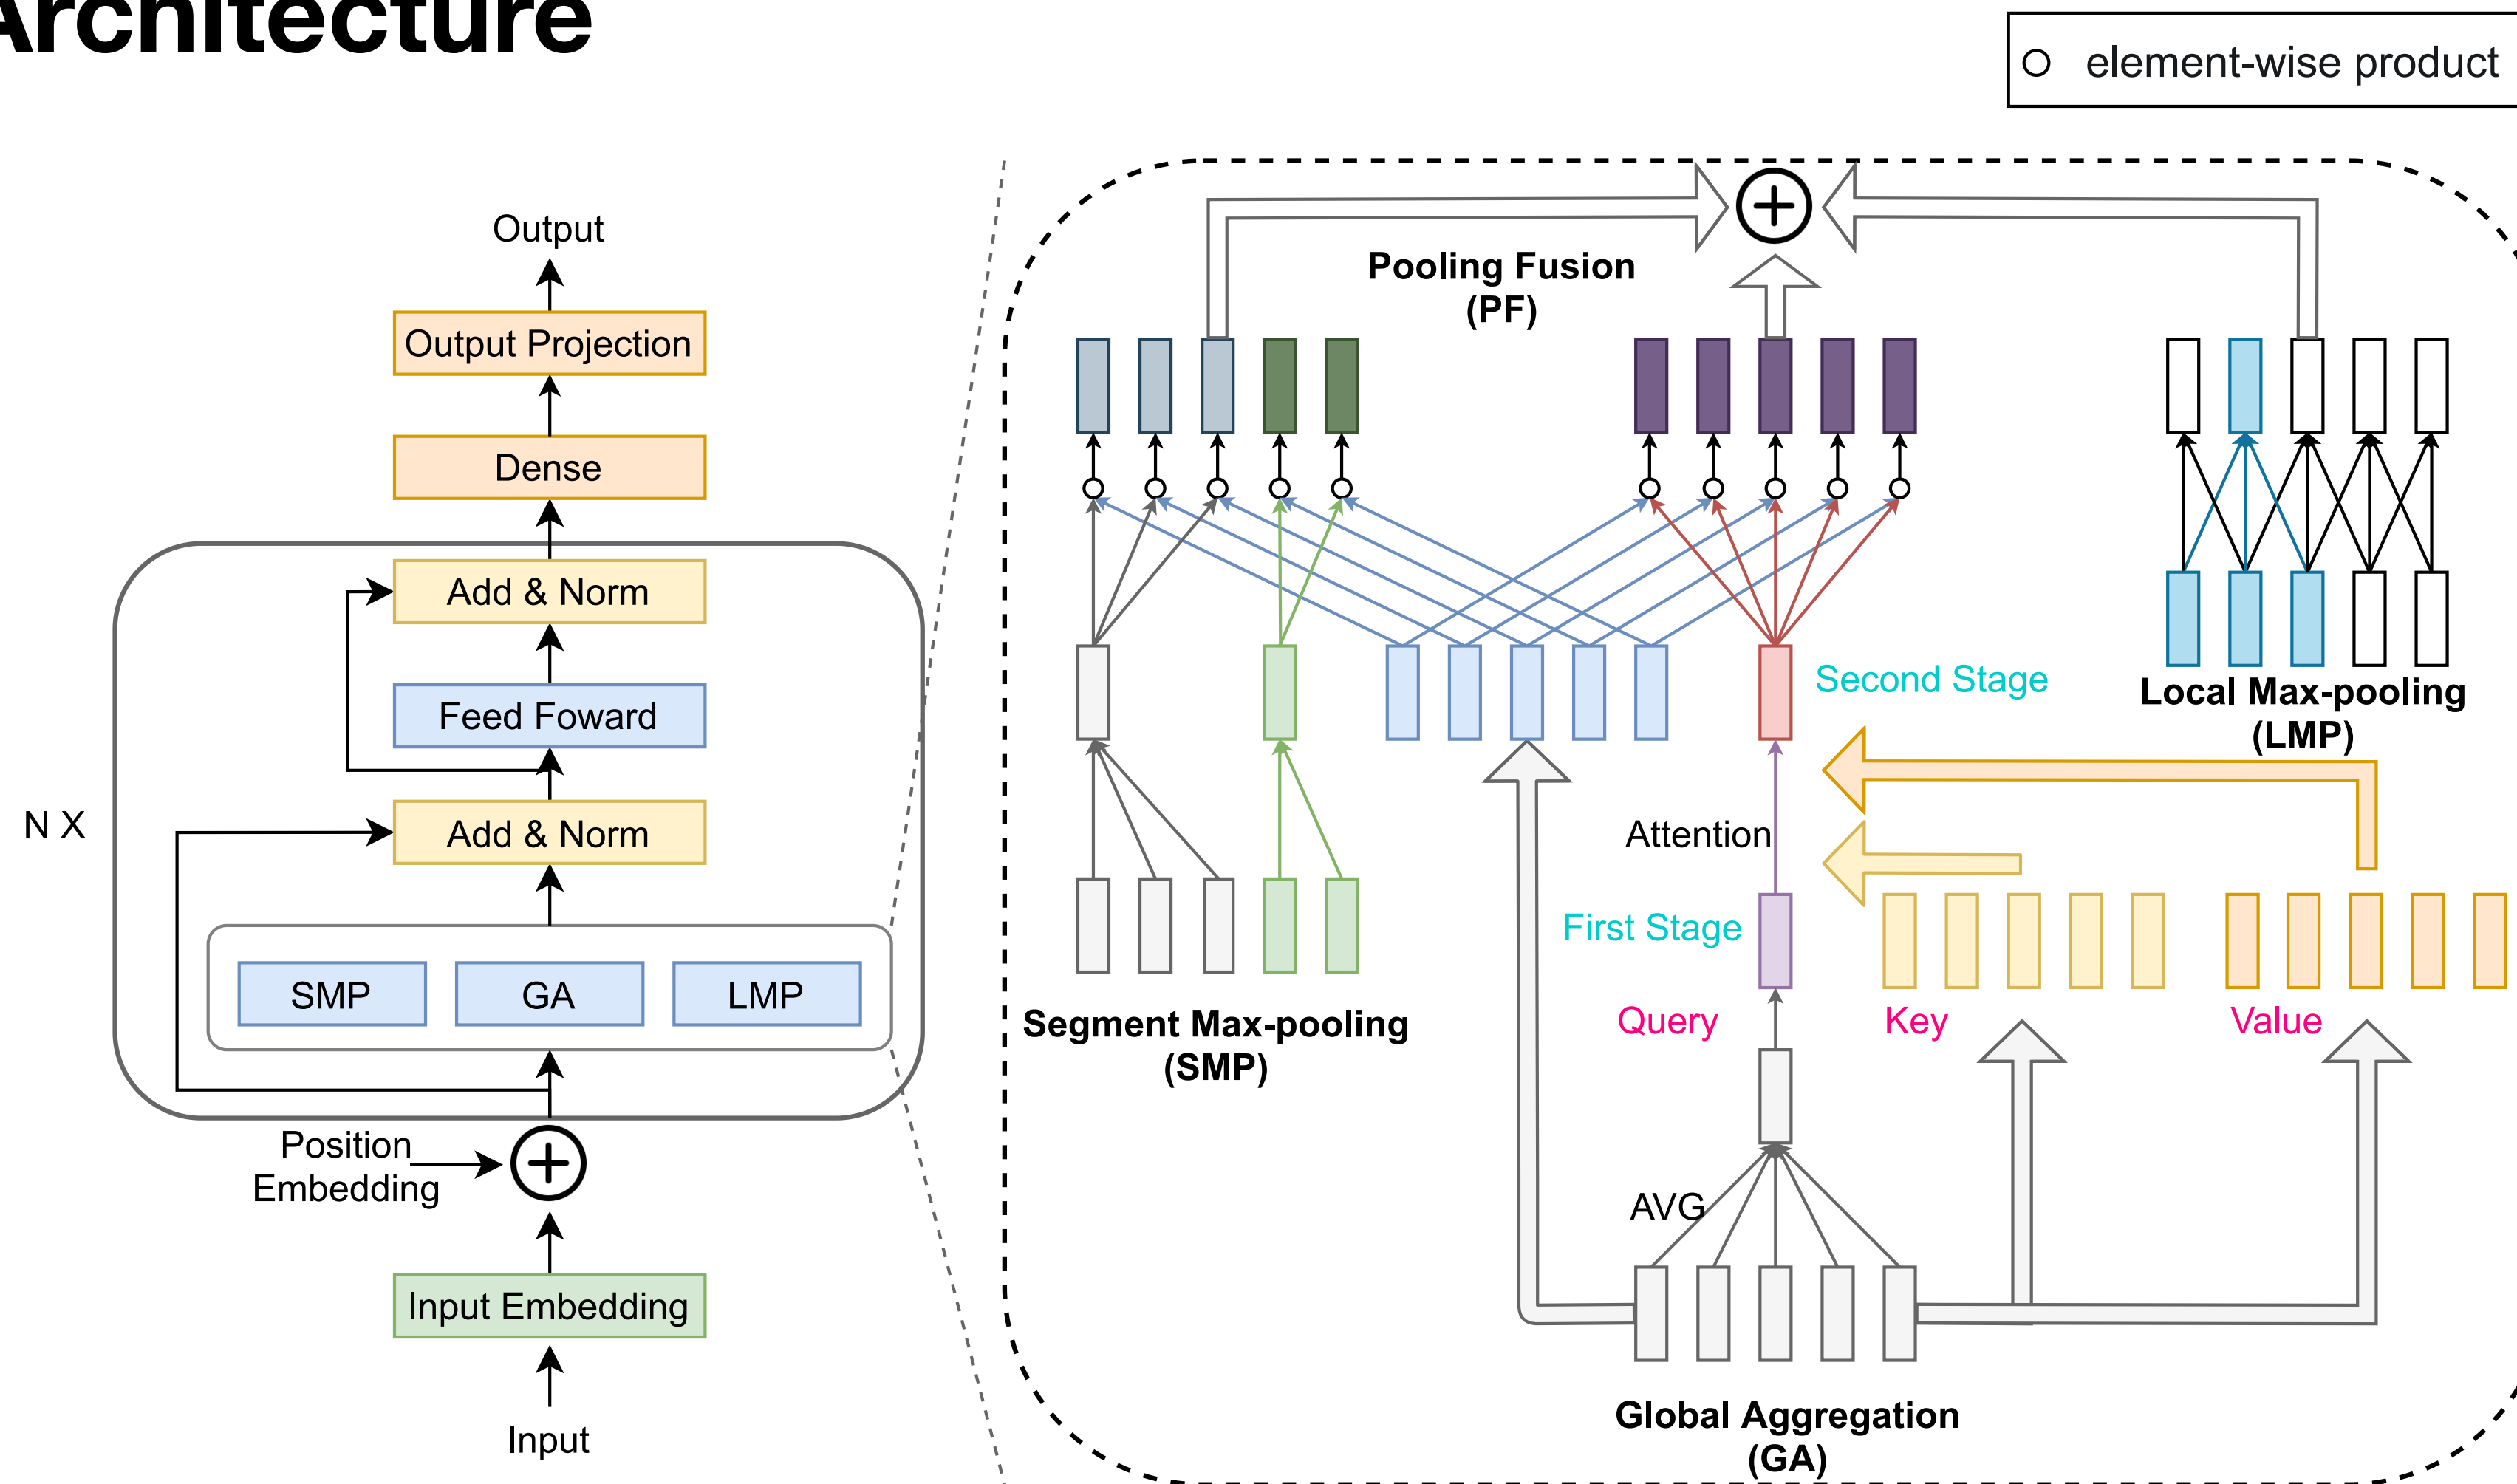 Architecture
element-wise product
Output
Output Projection
Dense
Add & Norm
Feed Foward
Add & Norm
N X
SMP
GA
LMP
Position
Embedding
Input Embedding
Input
Pooling Fusion
(PF)
Second Stage
Local Max-pooling
(LMP)
Attention
First Stage
Segment Max-pooling
(SMP)
Query
Key
Value
AVG
Global Aggregation
(GA)